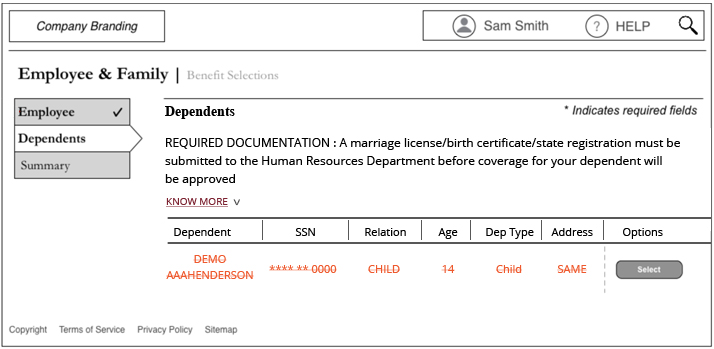 Company Branding
Sam Smith
? HELP
Employee & Family | Benefit Selections
Employee ✓
Dependents
Summary
Dependents
* Indicates required fields
REQUIRED DOCUMENTATION : A marriage license/birth certificate/state registration must be
submitted to the Human Resources Department before coverage for your dependent will
be approved
KNOW MORE v
Dependent SSN Relation Age Dep Type Address Options
DEMO
AAAHENDERSON **** ** 0000 CHILD 14 Child SAME Select
Copyright Terms of Service Privacy Policy Sitemap